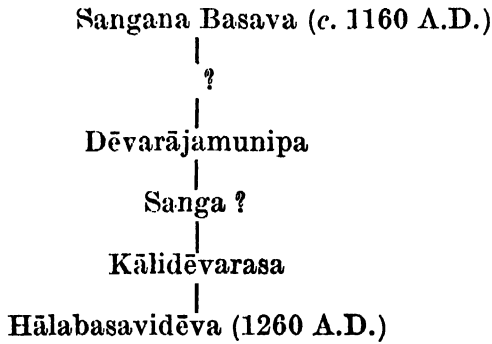 Sangana Basava (c. 1160 A.D.)
?
Dēvarājamunipa
Sanga ?
Kālidēvarasa
Hālabasavidēva (1260 A.D.)